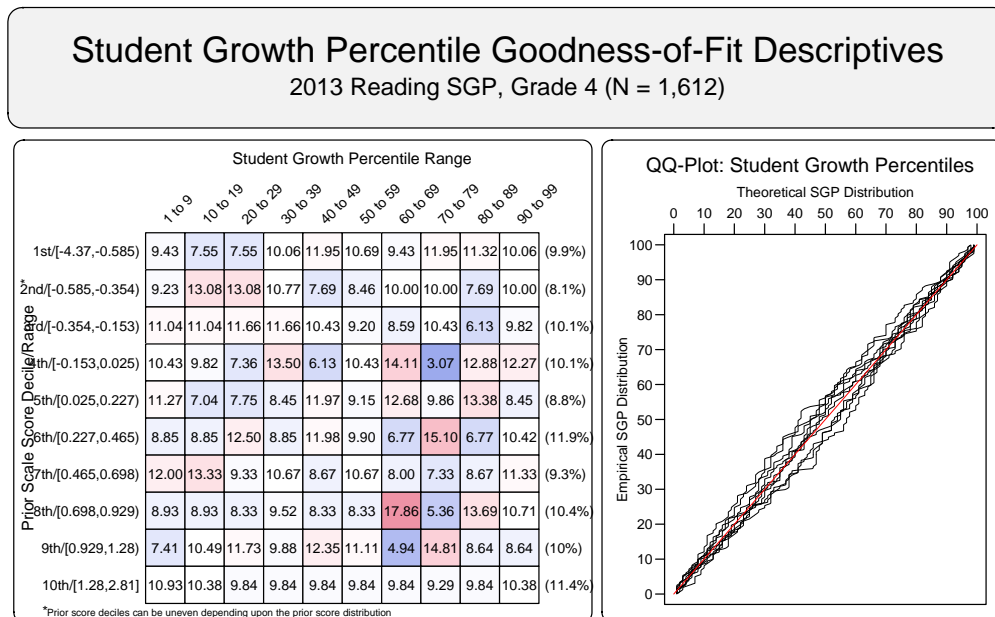 Student Growth Percentile Goodness-of-Fit Descriptives
2013 Reading SGP, Grade 4 (N = 1,612)
Student Growth Percentile Range
1 to 9 10 to 19 20 to 29 30 to 39 40 to 49 50 to 59 60 to 69 70 to 79 80 to 89 90 to 99
Prior Scale Score Decile/Range
*
1st/[-4.37,-0.585) 9.43 7.55 7.55 10.06 11.95 10.69 9.43 11.95 11.32 10.06 (9.9%)
2nd/[-0.585,-0.354) 9.23 13.08 13.08 10.77 7.69 8.46 10.00 10.00 7.69 10.00 (8.1%)
3rd/[-0.354,-0.153) 11.04 11.04 11.66 11.66 10.43 9.20 8.59 10.43 6.13 9.82 (10.1%)
4th/[-0.153,0.025) 10.43 9.82 7.36 13.50 6.13 10.43 14.11 3.07 12.88 12.27 (10.1%)
5th/[0.025,0.227) 11.27 7.04 7.75 8.45 11.97 9.15 12.68 9.86 13.38 8.45 (8.8%)
6th/[0.227,0.465) 8.85 8.85 12.50 8.85 11.98 9.90 6.77 15.10 6.77 10.42 (11.9%)
7th/[0.465,0.698) 12.00 13.33 9.33 10.67 8.67 10.67 8.00 7.33 8.67 11.33 (9.3%)
8th/[0.698,0.929) 8.93 8.93 8.33 9.52 8.33 8.33 17.86 5.36 13.69 10.71 (10.4%)
9th/[0.929,1.28) 7.41 10.49 11.73 9.88 12.35 11.11 4.94 14.81 8.64 8.64 (10%)
10th/[1.28,2.81] 10.93 10.38 9.84 9.84 9.84 9.84 9.84 9.29 9.84 10.38 (11.4%)
*Prior score deciles can be uneven depending upon the prior score distribution
QQ-Plot: Student Growth Percentiles
Theoretical SGP Distribution
0 10 20 30 40 50 60 70 80 90 100
Empirical SGP Distribution
100
90
80
70
60
50
40
30
20
10
0